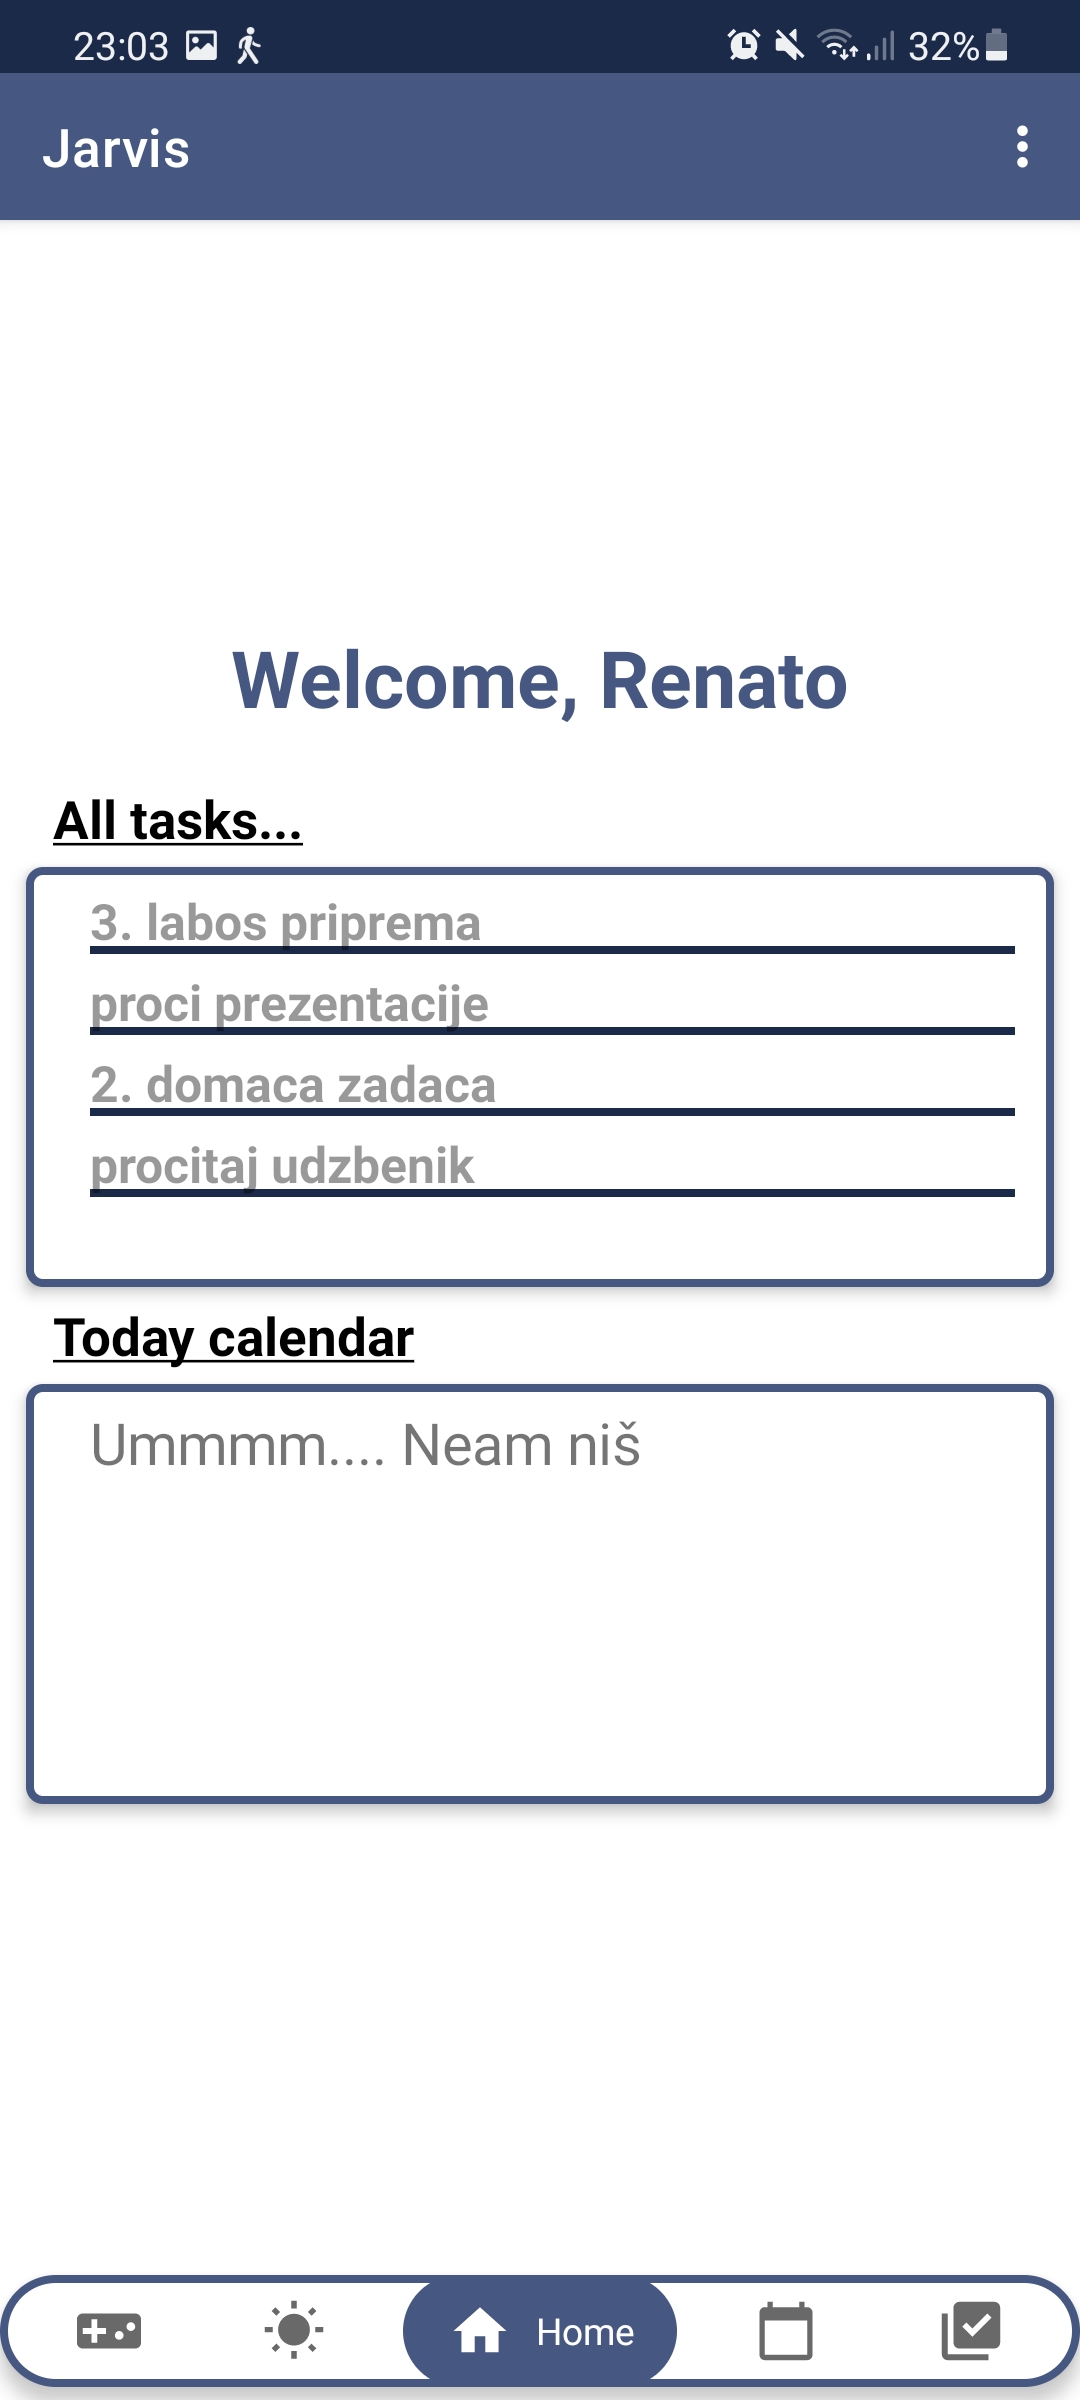 23:03
32%
Jarvis
Welcome, Renato
All tasks...
3. labos priprema
proci prezentacije
2. domaca zadaca
procitaj udzbenik
Today calendar
Ummmm.... Neam niš
Home